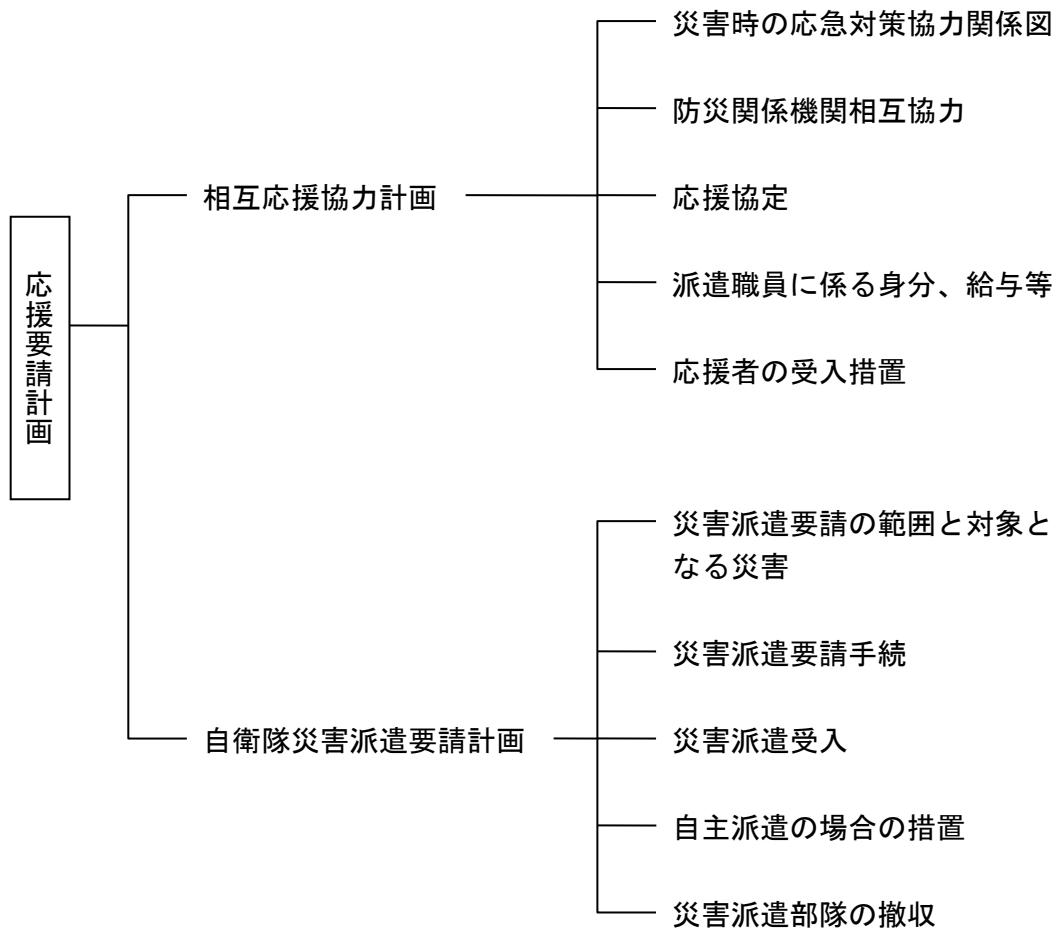 応援要請計画
相互応援協力計画
災害時の応急対策協力関係図
防災関係機関相互協力
応援協定
派遣職員に係る身分、給与等
応援者の受入措置
自衛隊災害派遣要請計画
災害派遣要請の範囲と対象と
なる災害
災害派遣要請手続
災害派遣受入
自主派遣の場合の措置
災害派遣部隊の撤収